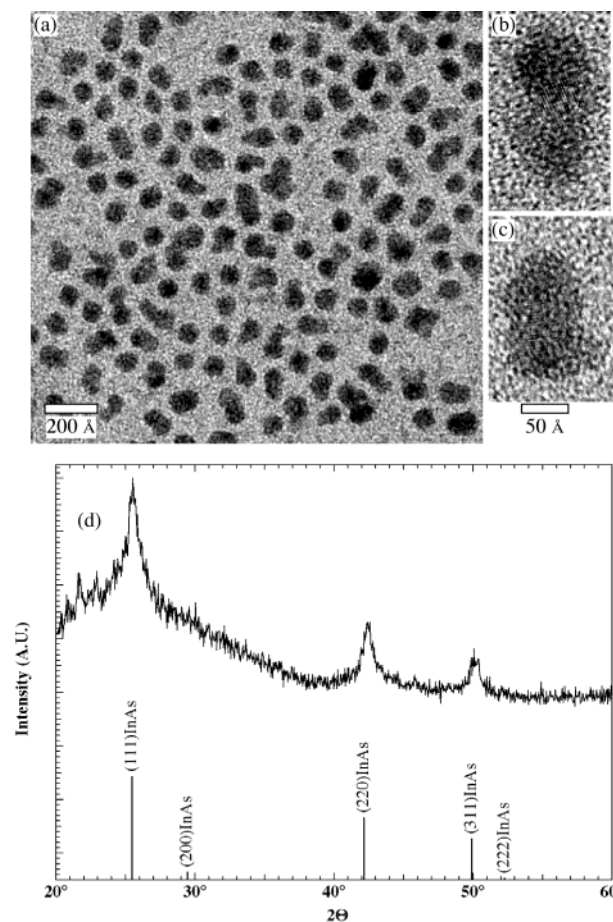 (a)
(b)
(c)
200 Å
50 Å
(d)
Intensity (A.U.)
(111)InAs
(200)InAs
(220)InAs
(311)InAs
(222)InAs
20° 30° 40° 50° 60
2Θ